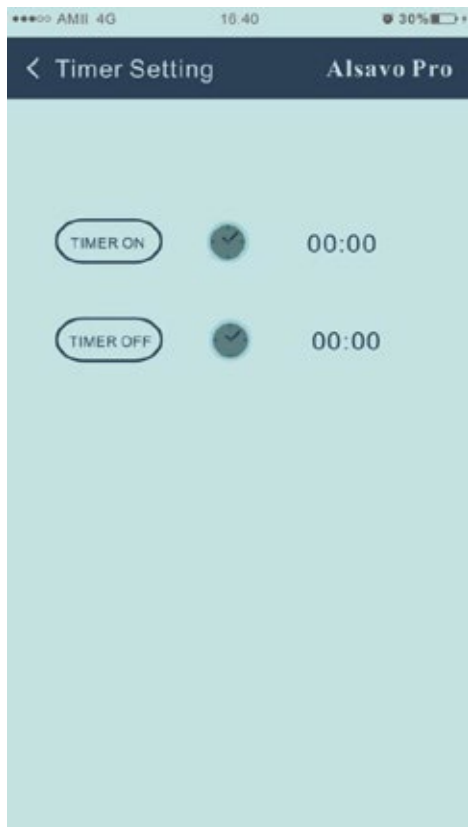 AMII 4G 16:40 30%
Timer Setting Alsavo Pro
TIMER ON 00:00
TIMER OFF 00:00